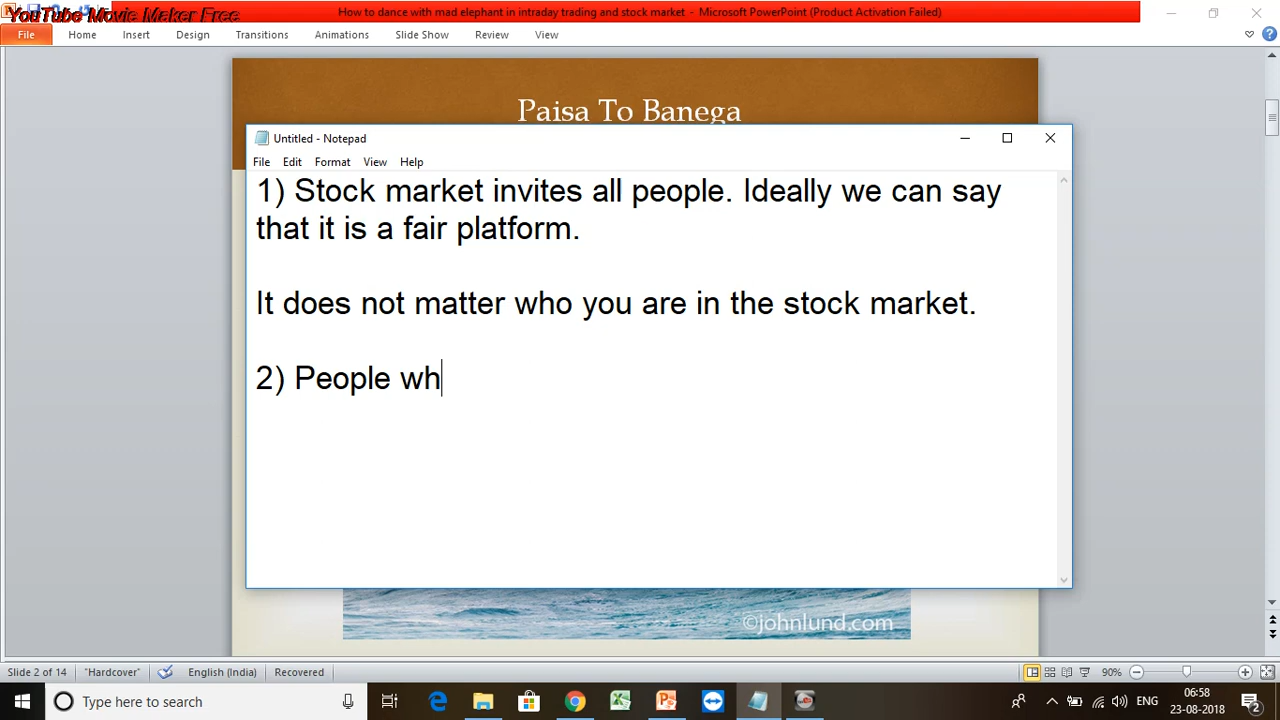 YouTube Movie Maker Free
How to dance with mad elephant in intraday trading and stock market - Microsoft PowerPoint (Product Activation Failed)
File Home Insert Design Transitions Animations Slide Show Review View
Paisa To Banega
Untitled - Notepad
File Edit Format View Help
1) Stock market invites all people. Ideally we can say
that it is a fair platform.
It does not matter who you are in the stock market.
2) People wh
©johnlund.com
Slide 2 of 14 "Hardcover" English (India) Recovered 90%
Type here to search
ENG
06:58
23-08-2018
2